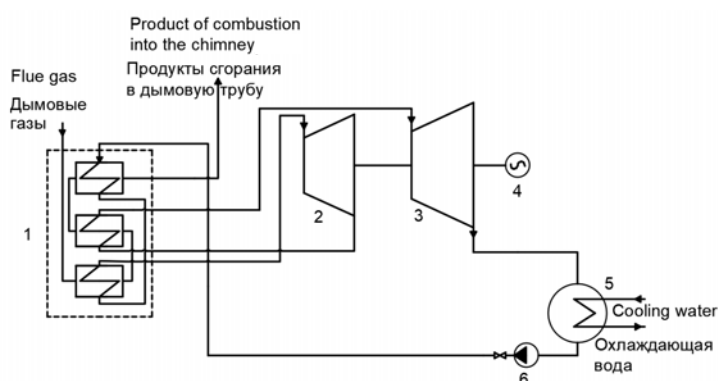 Product of combustion
into the chimney
Продукты сгорания
в дымовую трубу
Flue gas
Дымовые
газы
1
2
3
4
5
Cooling water
Охлаждающая
вода
6